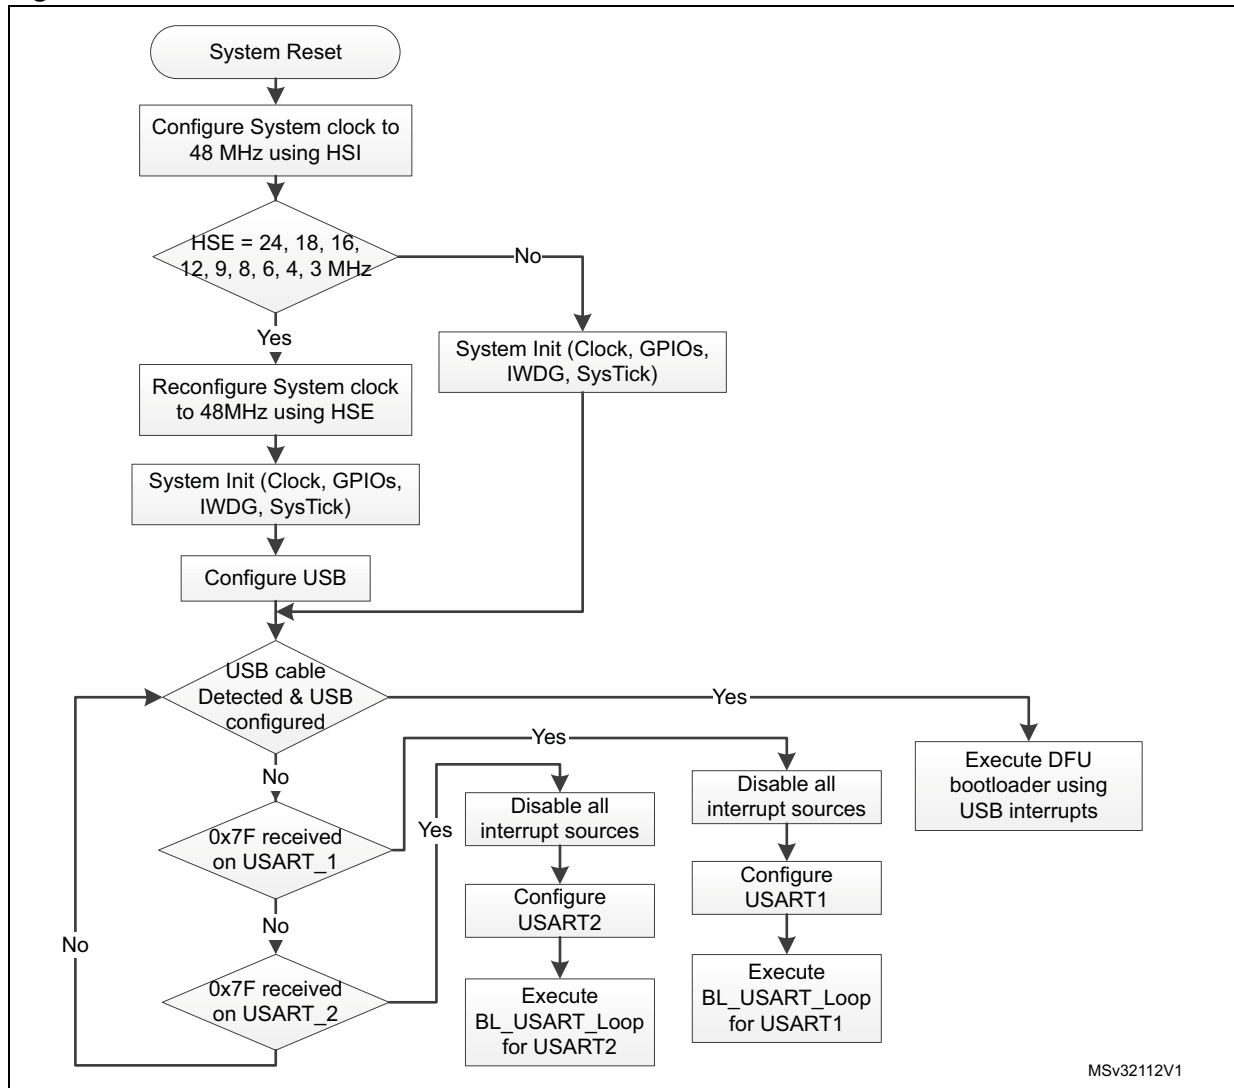 System Reset
Configure System clock to
48 MHz using HSI
HSE = 24, 18, 16,
12, 9, 8, 6, 4, 3 MHz
No
Yes
System Init (Clock, GPIOs,
IWDG, SysTick)
Reconfigure System clock
to 48MHz using HSE
System Init (Clock, GPIOs,
IWDG, SysTick)
Configure USB
USB cable
Detected & USB
configured
Yes
Yes
No
Execute DFU
bootloader using
USB interrupts
Disable all
interrupt sources
Disable all
interrupt sources
Yes
0x7F received
on USART_1
Configure
USART1
Configure
USART2
No
No
Execute
BL_USART_Loop
for USART1
0x7F received
on USART_2
Execute
BL_USART_Loop
for USART2
MSv32112V1